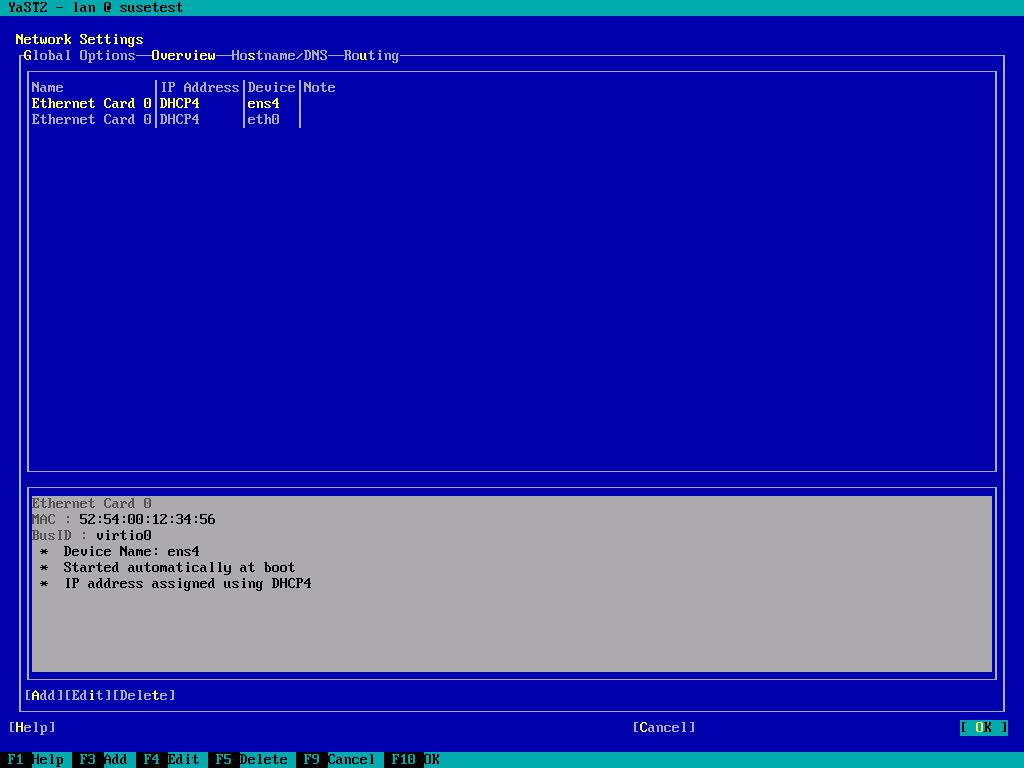 YaST2 - lan @ susetest
Network Settings
Global Options Overview Hostname/DNS Routing
Name IP Address Device Note
Ethernet Card 0 DHCP4 ens4
Ethernet Card 0 DHCP4 eth0
Ethernet Card 0
MAC : 52:54:00:12:34:56
BusID : virtio0
* Device Name: ens4
* Started automatically at boot
* IP address assigned using DHCP4
[Add][Edit][Delete]
[Help] [Cancel] [ OK ]
F1 Help F3 Add F4 Edit F5 Delete F9 Cancel F10 OK